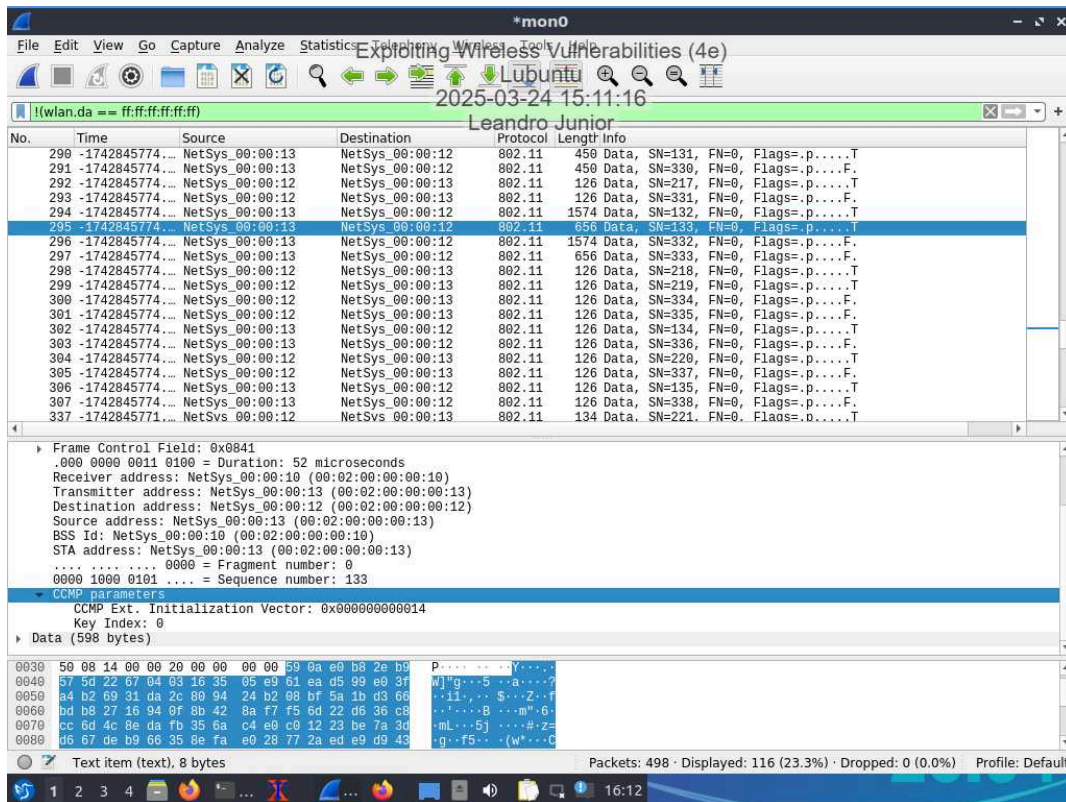 *mon0
File Edit View Go Capture Analyze Statistics Telephony Wireless Tools Help
Exploiting Wireless Vulnerabilities (4e)
Lubuntu
2025-03-24 15:11:16
Leandro Junior
!(wlan.da == ff:ff:ff:ff:ff:ff)
No. Time Source Destination Protocol Length Info
290 -1742845774.… NetSys_00:00:13 NetSys_00:00:12 802.11 450 Data, SN=131, FN=0, Flags=.p.....T
291 -1742845774.… NetSys_00:00:13 NetSys_00:00:12 802.11 450 Data, SN=330, FN=0, Flags=.p....F.
292 -1742845774.… NetSys_00:00:12 NetSys_00:00:13 802.11 126 Data, SN=217, FN=0, Flags=.p.....T
293 -1742845774.… NetSys_00:00:12 NetSys_00:00:13 802.11 126 Data, SN=331, FN=0, Flags=.p....F.
294 -1742845774.… NetSys_00:00:13 NetSys_00:00:12 802.11 1574 Data, SN=132, FN=0, Flags=.p.....T
295 -1742845774.… NetSys_00:00:13 NetSys_00:00:12 802.11 656 Data, SN=133, FN=0, Flags=.p.....T
296 -1742845774.… NetSys_00:00:13 NetSys_00:00:12 802.11 1574 Data, SN=332, FN=0, Flags=.p....F.
297 -1742845774.… NetSys_00:00:13 NetSys_00:00:12 802.11 656 Data, SN=333, FN=0, Flags=.p....F.
298 -1742845774.… NetSys_00:00:12 NetSys_00:00:13 802.11 126 Data, SN=218, FN=0, Flags=.p.....T
299 -1742845774.… NetSys_00:00:12 NetSys_00:00:13 802.11 126 Data, SN=219, FN=0, Flags=.p.....T
300 -1742845774.… NetSys_00:00:12 NetSys_00:00:13 802.11 126 Data, SN=334, FN=0, Flags=.p....F.
301 -1742845774.… NetSys_00:00:12 NetSys_00:00:13 802.11 126 Data, SN=335, FN=0, Flags=.p....F.
302 -1742845774.… NetSys_00:00:13 NetSys_00:00:12 802.11 126 Data, SN=134, FN=0, Flags=.p.....T
303 -1742845774.… NetSys_00:00:13 NetSys_00:00:12 802.11 126 Data, SN=336, FN=0, Flags=.p....F.
304 -1742845774.… NetSys_00:00:12 NetSys_00:00:13 802.11 126 Data, SN=220, FN=0, Flags=.p.....T
305 -1742845774.… NetSys_00:00:12 NetSys_00:00:13 802.11 126 Data, SN=337, FN=0, Flags=.p....F.
306 -1742845774.… NetSys_00:00:13 NetSys_00:00:12 802.11 126 Data, SN=135, FN=0, Flags=.p.....T
307 -1742845774.… NetSys_00:00:13 NetSys_00:00:12 802.11 126 Data, SN=338, FN=0, Flags=.p....F.
337 -1742845771.… NetSys_00:00:12 NetSys_00:00:13 802.11 134 Data, SN=221, FN=0, Flags=.p.....T
Frame Control Field: 0x0841
.000 0000 0011 0100 = Duration: 52 microseconds
Receiver address: NetSys_00:00:10 (00:02:00:00:00:10)
Transmitter address: NetSys_00:00:13 (00:02:00:00:00:13)
Destination address: NetSys_00:00:12 (00:02:00:00:00:12)
Source address: NetSys_00:00:13 (00:02:00:00:00:13)
BSS Id: NetSys_00:00:10 (00:02:00:00:00:10)
STA address: NetSys_00:00:13 (00:02:00:00:00:13)
.... .... .... 0000 = Fragment number: 0
0000 1000 0101 .... = Sequence number: 133
CCMP parameters
CCMP Ext. Initialization Vector: 0x000000000014
Key Index: 0
Data (598 bytes)
0030 50 08 14 00 00 20 00 00 00 00 59 0a e0 b8 2e b9 P···· ·· ··Y···.·
0040 57 5d 22 67 04 03 16 35 05 e9 61 ea d5 99 e0 3f W]"g···5 ··a····?
0050 a4 b2 69 31 da 2c 80 94 24 b2 08 bf 5a 1b d3 66 ··i1·,·· $···Z··f
0060 bd b8 27 16 94 0f 8b 42 8a f7 f5 6d 22 d6 36 c8 ··'····B ···m"·6·
0070 cc 6d 4c 8e da fb 35 6a c4 e0 c0 12 23 be 7a 3d ·mL···5j ····#·z=
0080 d6 67 de b9 66 35 8e fa e0 28 77 2a ed e9 d9 43 ·g··f5·· ·(w*···C
Text item (text), 8 bytes Packets: 498 · Displayed: 116 (23.3%) · Dropped: 0 (0.0%) Profile: Default
1 2 3 4 … … 16:12